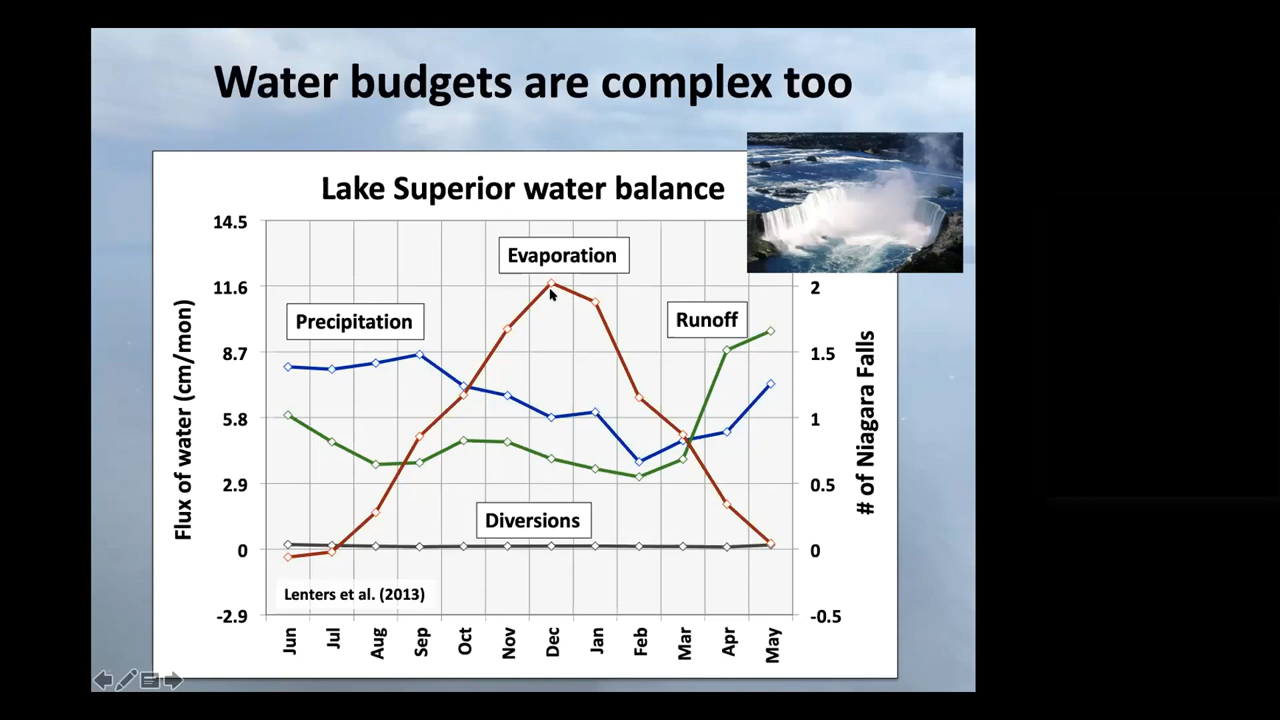 Water budgets are complex too
Lake Superior water balance
14.5
11.6
8.7
5.8
2.9
0
-2.9
Flux of water (cm/mon)
Evaporation
Precipitation
Runoff
Diversions
Lenters et al. (2013)
2
1.5
1
0.5
0
-0.5
# of Niagara Falls
Jun
Jul
Aug
Sep
Oct
Nov
Dec
Jan
Feb
Mar
Apr
May